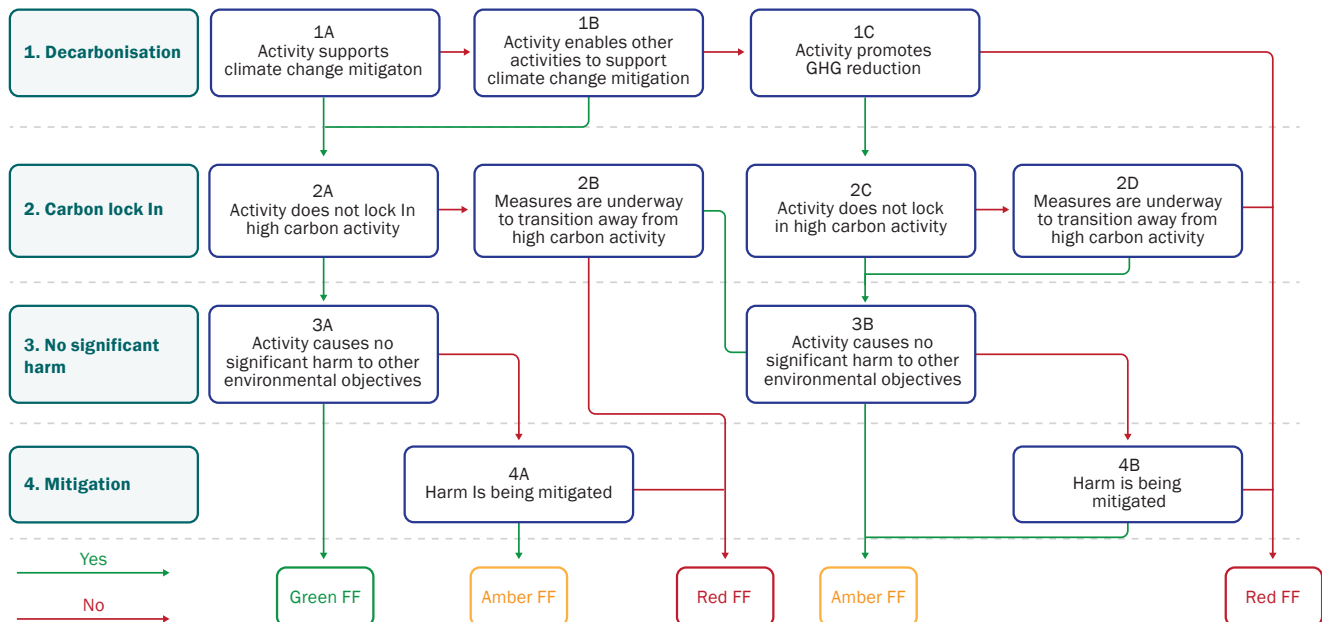 1. Decarbonisation
1A
Activity supports
climate change mitigaton
1B
Activity enables other
activities to support
climate change mitigation
1C
Activity promotes
GHG reduction
2. Carbon lock In
2A
Activity does not lock In
high carbon activity
2B
Measures are underway
to transition away from
high carbon activity
2C
Activity does not lock
in high carbon activity
2D
Measures are underway
to transition away from
high carbon activity
3. No significant
harm
3A
Activity causes no
significant harm to other
environmental objectives
3B
Activity causes no
significant harm to other
environmental objectives
4. Mitigation
4A
Harm Is being mitigated
4B
Harm is being
mitigated
Yes
No
Green FF
Amber FF
Red FF
Amber FF
Red FF